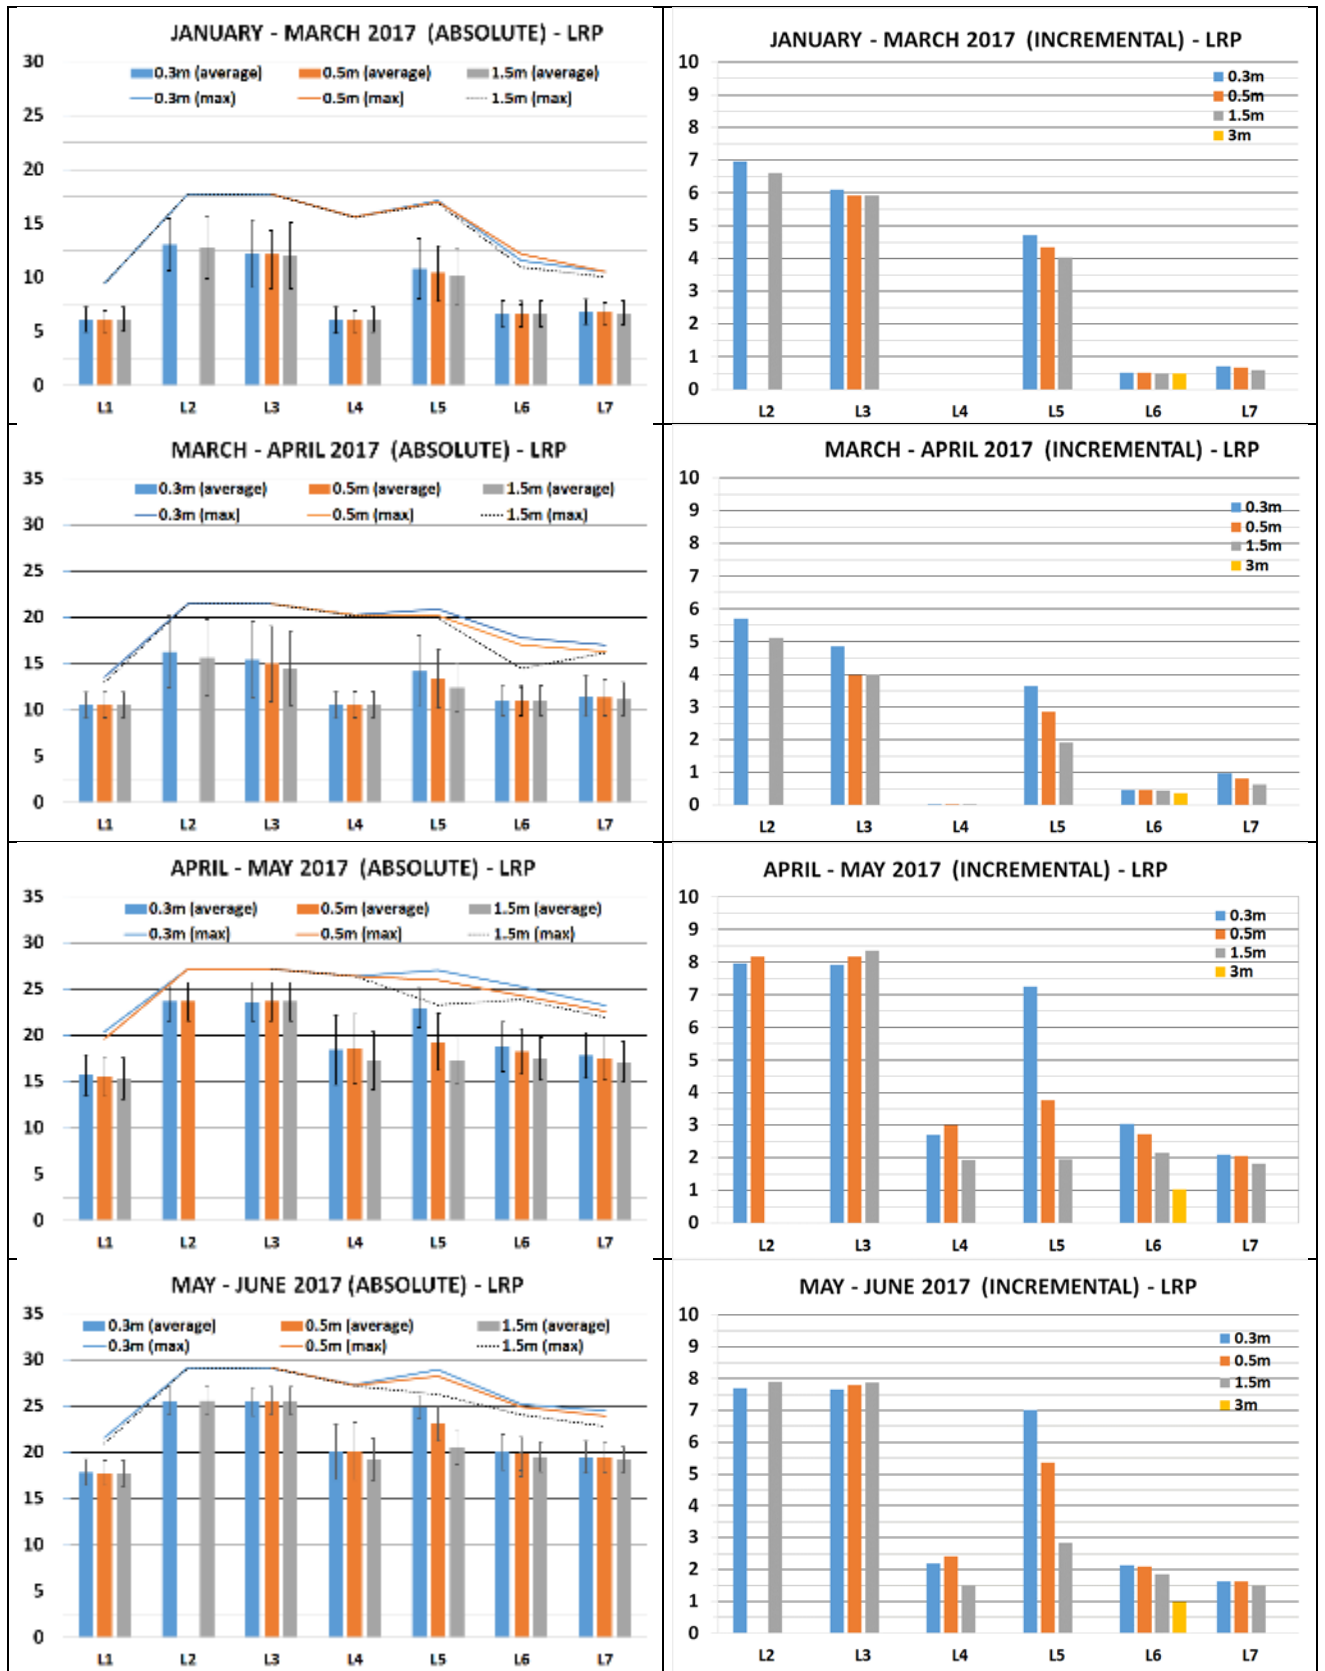 JANUARY - MARCH 2017 (ABSOLUTE) - LRP
0.3m (average) 0.5m (average) 1.5m (average)
0.3m (max) 0.5m (max) 1.5m (max)
30
25
20
15
10
5
0
L1 L2 L3 L4 L5 L6 L7
JANUARY - MARCH 2017 (INCREMENTAL) - LRP
0.3m
0.5m
1.5m
3m
10
9
8
7
6
5
4
3
2
1
0
L2 L3 L4 L5 L6 L7
MARCH - APRIL 2017 (ABSOLUTE) - LRP
0.3m (average) 0.5m (average) 1.5m (average)
0.3m (max) 0.5m (max) 1.5m (max)
35
30
25
20
15
10
5
0
L1 L2 L3 L4 L5 L6 L7
MARCH - APRIL 2017 (INCREMENTAL) - LRP
0.3m
0.5m
1.5m
3m
10
9
8
7
6
5
4
3
2
1
0
L2 L3 L4 L5 L6 L7
APRIL - MAY 2017 (ABSOLUTE) - LRP
0.3m (average) 0.5m (average) 1.5m (average)
0.3m (max) 0.5m (max) 1.5m (max)
35
30
25
20
15
10
5
0
L1 L2 L3 L4 L5 L6 L7
APRIL - MAY 2017 (INCREMENTAL) - LRP
0.3m
0.5m
1.5m
3m
10
9
8
7
6
5
4
3
2
1
0
L2 L3 L4 L5 L6 L7
MAY - JUNE 2017 (ABSOLUTE) - LRP
0.3m (average) 0.5m (average) 1.5m (average)
0.3m (max) 0.5m (max) 1.5m (max)
35
30
25
20
15
10
5
0
L1 L2 L3 L4 L5 L6 L7
MAY - JUNE 2017 (INCREMENTAL) - LRP
0.3m
0.5m
1.5m
3m
10
9
8
7
6
5
4
3
2
1
0
L2 L3 L4 L5 L6 L7